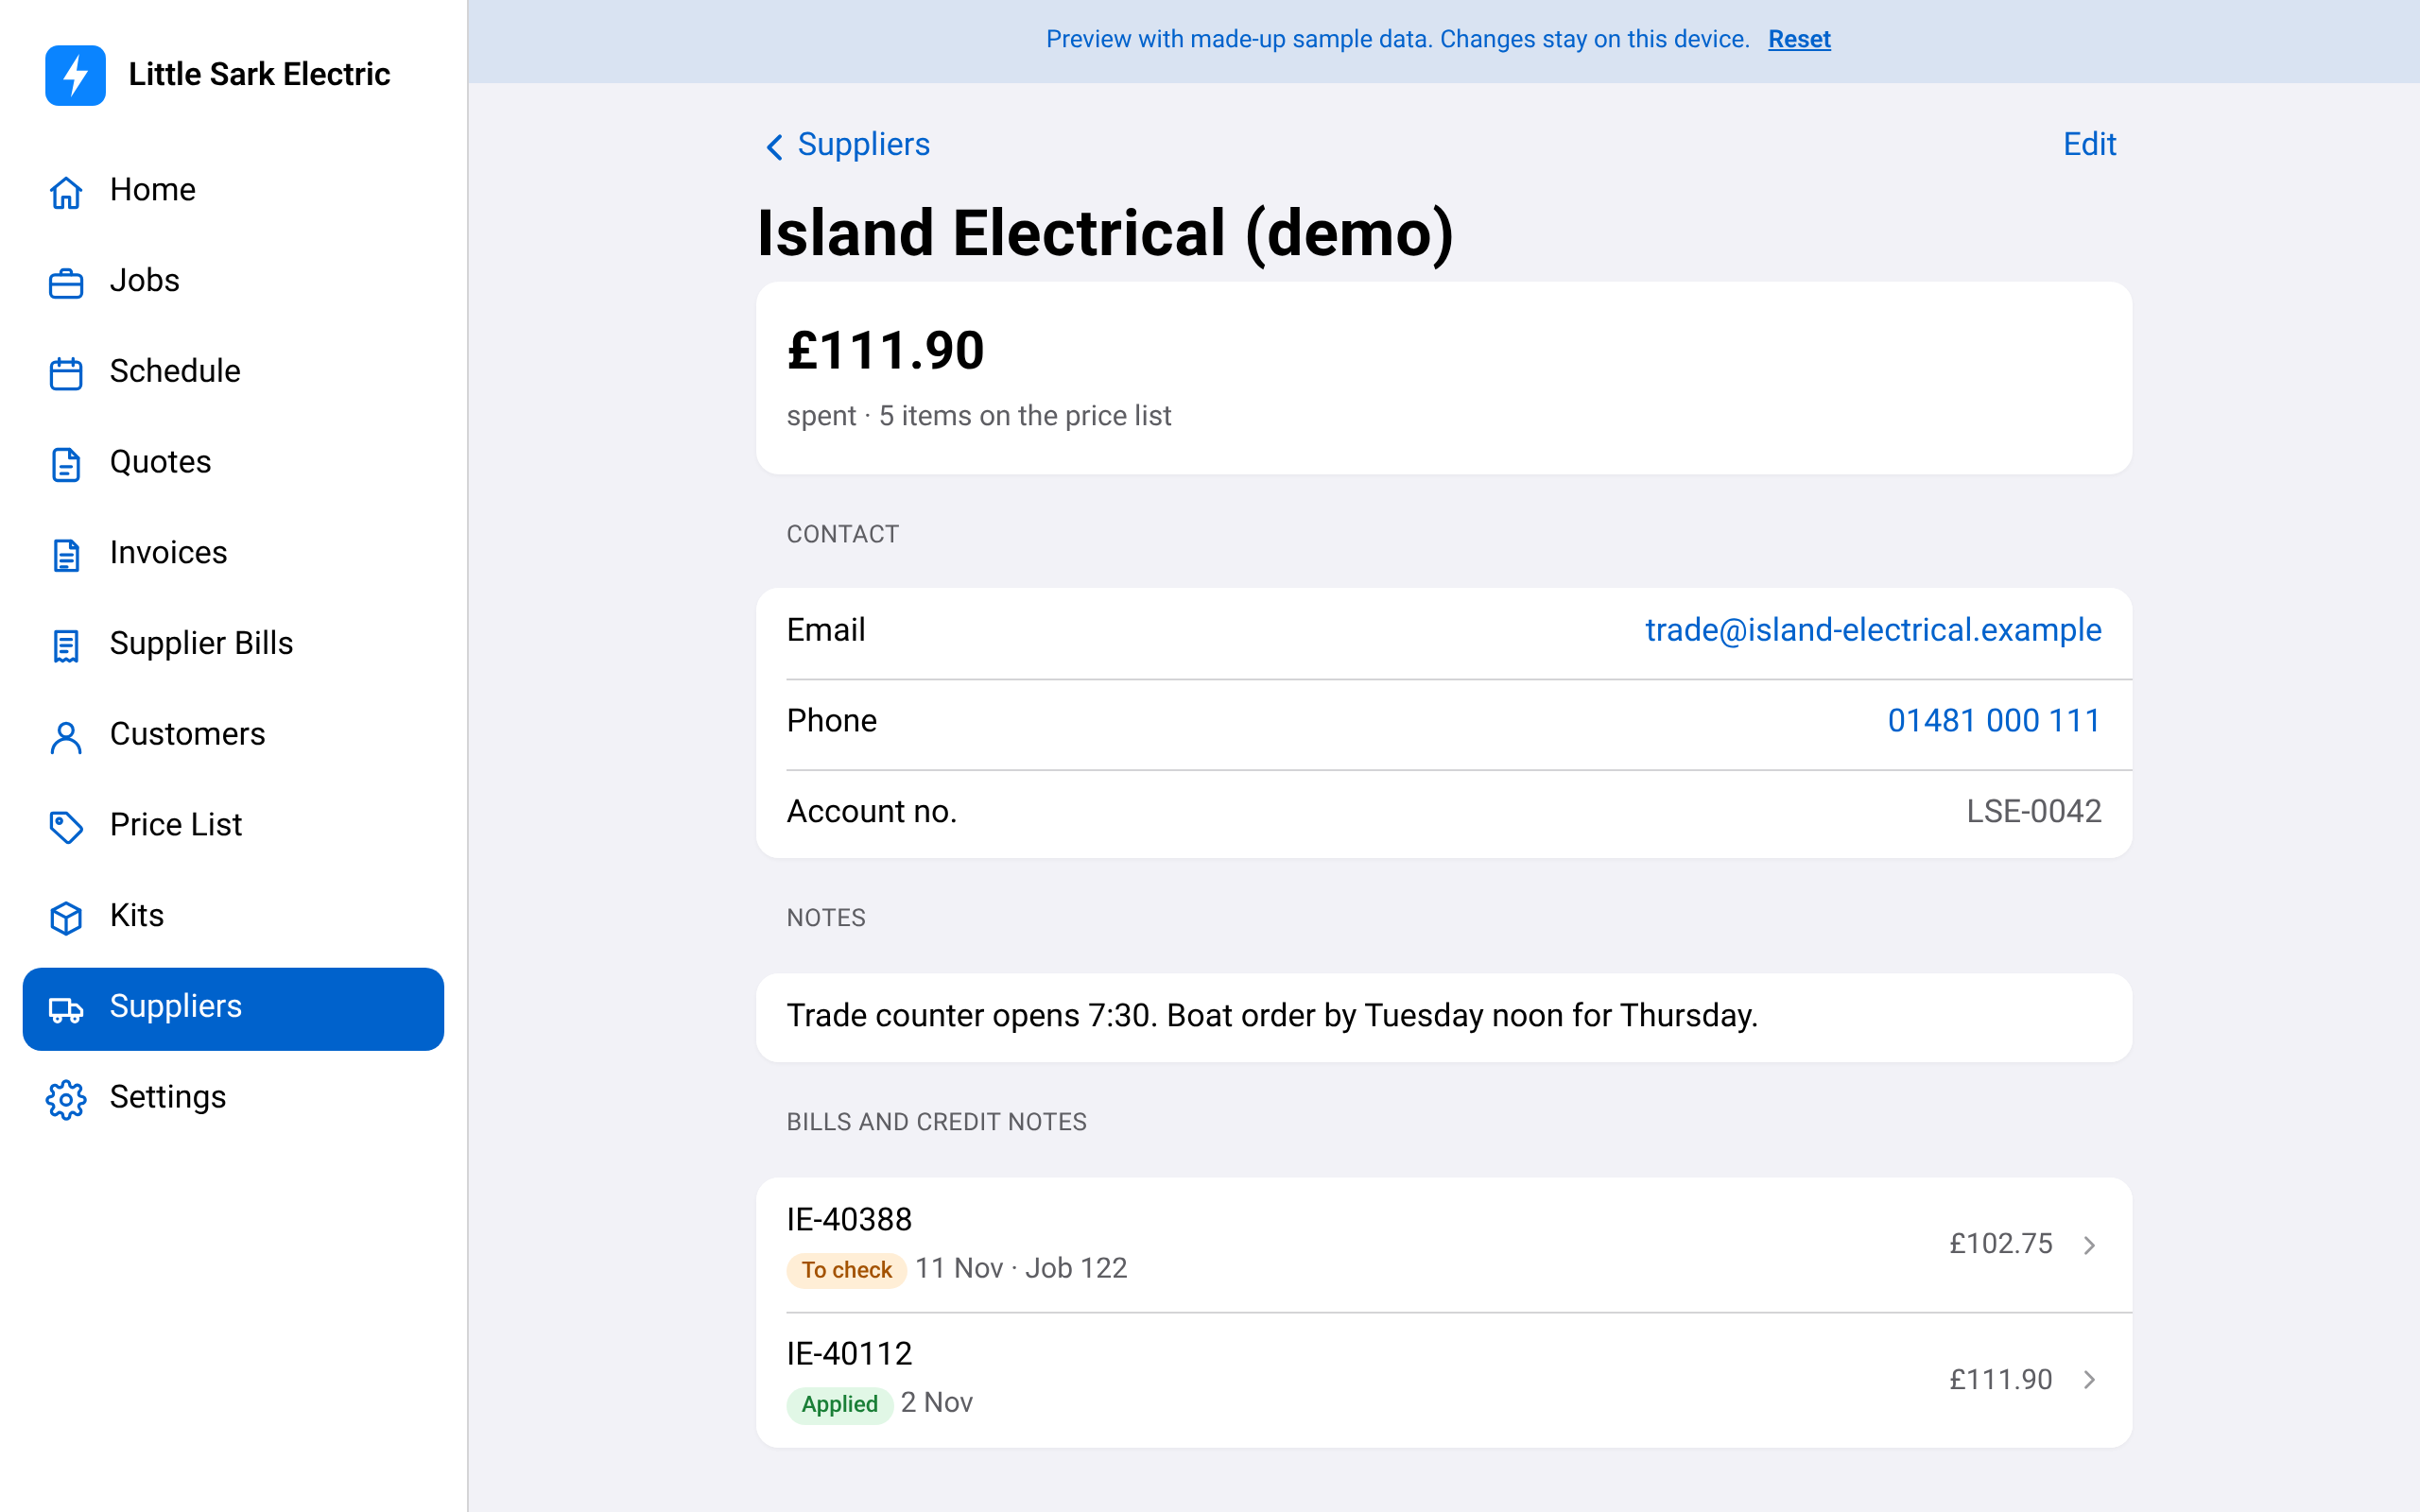 Little Sark Electric
Home
Jobs
Schedule
Quotes
Invoices
Supplier Bills
Customers
Price List
Kits
Suppliers
Settings
Preview with made-up sample data. Changes stay on this device. Reset
Suppliers
Edit
Island Electrical (demo)
£111.90
spent · 5 items on the price list
CONTACT
Email trade@island-electrical.example
Phone 01481 000 111
Account no. LSE-0042
NOTES
Trade counter opens 7:30. Boat order by Tuesday noon for Thursday.
BILLS AND CREDIT NOTES
IE-40388
To check 11 Nov · Job 122
£102.75
IE-40112
Applied 2 Nov
£111.90